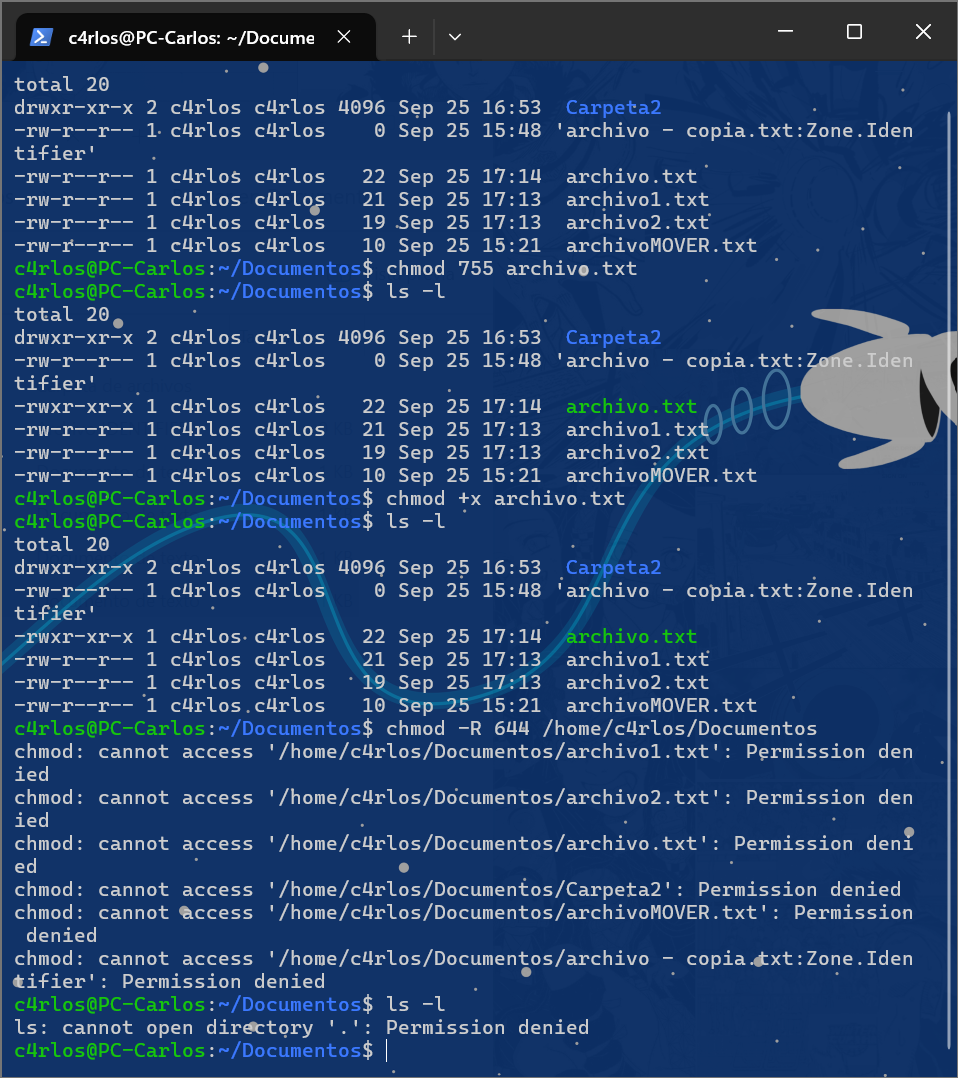 c4rlos@PC-Carlos: ~/Docume
total 20
drwxr-xr-x 2 c4rlos c4rlos 4096 Sep 25 16:53  Carpeta2
-rw-r--r-- 1 c4rlos c4rlos    0 Sep 25 15:48 'archivo - copia.txt:Zone.Iden
tifier'
-rw-r--r-- 1 c4rlos c4rlos   22 Sep 25 17:14  archivo.txt
-rw-r--r-- 1 c4rlos c4rlos   21 Sep 25 17:13  archivo1.txt
-rw-r--r-- 1 c4rlos c4rlos   19 Sep 25 17:13  archivo2.txt
-rw-r--r-- 1 c4rlos c4rlos   10 Sep 25 15:21  archivoMOVER.txt
c4rlos@PC-Carlos:~/Documentos$ chmod 755 archivo.txt
c4rlos@PC-Carlos:~/Documentos$ ls -l
total 20
drwxr-xr-x 2 c4rlos c4rlos 4096 Sep 25 16:53  Carpeta2
-rw-r--r-- 1 c4rlos c4rlos    0 Sep 25 15:48 'archivo - copia.txt:Zone.Iden
tifier'
-rwxr-xr-x 1 c4rlos c4rlos   22 Sep 25 17:14  archivo.txt
-rw-r--r-- 1 c4rlos c4rlos   21 Sep 25 17:13  archivo1.txt
-rw-r--r-- 1 c4rlos c4rlos   19 Sep 25 17:13  archivo2.txt
-rw-r--r-- 1 c4rlos c4rlos   10 Sep 25 15:21  archivoMOVER.txt
c4rlos@PC-Carlos:~/Documentos$ chmod +x archivo.txt
c4rlos@PC-Carlos:~/Documentos$ ls -l
total 20
drwxr-xr-x 2 c4rlos c4rlos 4096 Sep 25 16:53  Carpeta2
-rw-r--r-- 1 c4rlos c4rlos    0 Sep 25 15:48 'archivo - copia.txt:Zone.Iden
tifier'
-rwxr-xr-x 1 c4rlos c4rlos   22 Sep 25 17:14  archivo.txt
-rw-r--r-- 1 c4rlos c4rlos   21 Sep 25 17:13  archivo1.txt
-rw-r--r-- 1 c4rlos c4rlos   19 Sep 25 17:13  archivo2.txt
-rw-r--r-- 1 c4rlos c4rlos   10 Sep 25 15:21  archivoMOVER.txt
c4rlos@PC-Carlos:~/Documentos$ chmod -R 644 /home/c4rlos/Documentos
chmod: cannot access '/home/c4rlos/Documentos/archivo1.txt': Permission den
ied
chmod: cannot access '/home/c4rlos/Documentos/archivo2.txt': Permission den
ied
chmod: cannot access '/home/c4rlos/Documentos/archivo.txt': Permission deni
ed
chmod: cannot access '/home/c4rlos/Documentos/Carpeta2': Permission denied
chmod: cannot access '/home/c4rlos/Documentos/archivoMOVER.txt': Permission
 denied
chmod: cannot access '/home/c4rlos/Documentos/archivo - copia.txt:Zone.Iden
tifier': Permission denied
c4rlos@PC-Carlos:~/Documentos$ ls -l
ls: cannot open directory '.': Permission denied
c4rlos@PC-Carlos:~/Documentos$